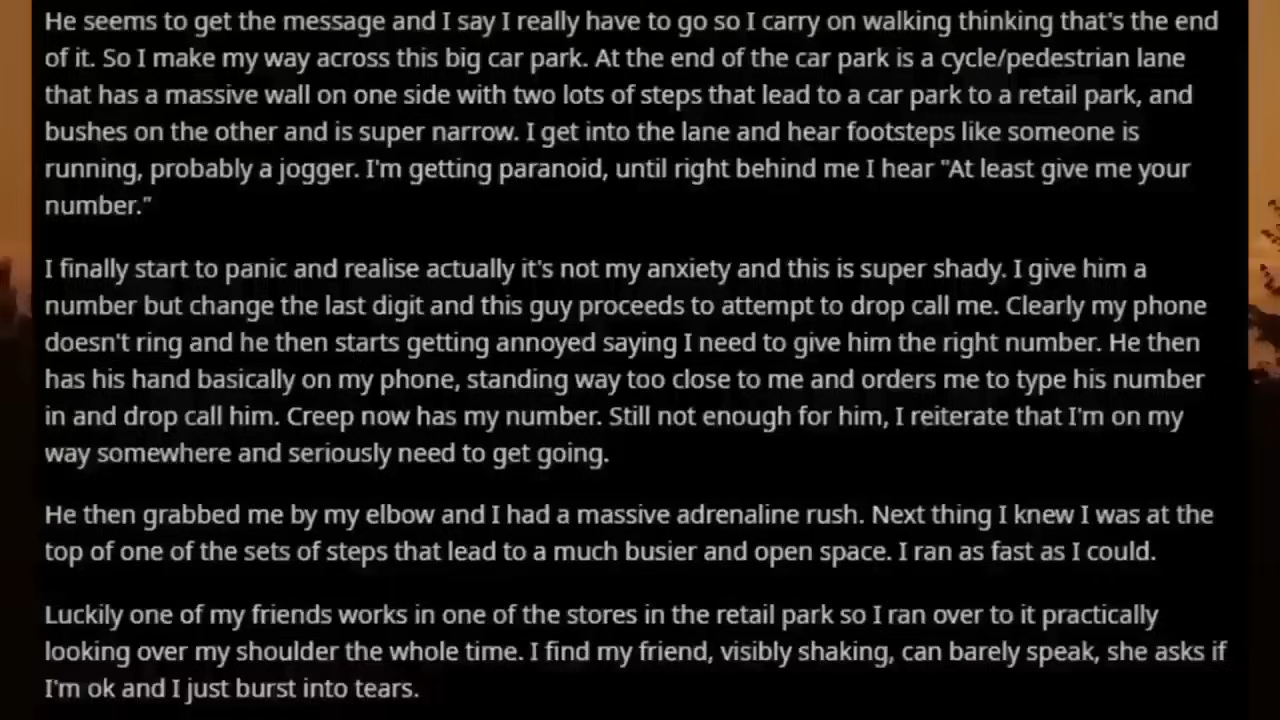 He seems to get the message and I say I really have to go so I carry on walking thinking that's the end
of it. So I make my way across this big car park. At the end of the car park is a cycle/pedestrian lane
that has a massive wall on one side with two lots of steps that lead to a car park to a retail park, and
bushes on the other and is super narrow. I get into the lane and hear footsteps like someone is
running, probably a jogger. I'm getting paranoid, until right behind me I hear "At least give me your
number."
I finally start to panic and realise actually it's not my anxiety and this is super shady. I give him a
number but change the last digit and this guy proceeds to attempt to drop call me. Clearly my phone
doesn't ring and he then starts getting annoyed saying I need to give him the right number. He then
has his hand basically on my phone, standing way too close to me and orders me to type his number
in and drop call him. Creep now has my number. Still not enough for him, I reiterate that I'm on my
way somewhere and seriously need to get going.
He then grabbed me by my elbow and I had a massive adrenaline rush. Next thing I knew I was at the
top of one of the sets of steps that lead to a much busier and open space. I ran as fast as I could.
Luckily one of my friends works in one of the stores in the retail park so I ran over to it practically
looking over my shoulder the whole time. I find my friend, visibly shaking, can barely speak, she asks if
I'm ok and I just burst into tears.